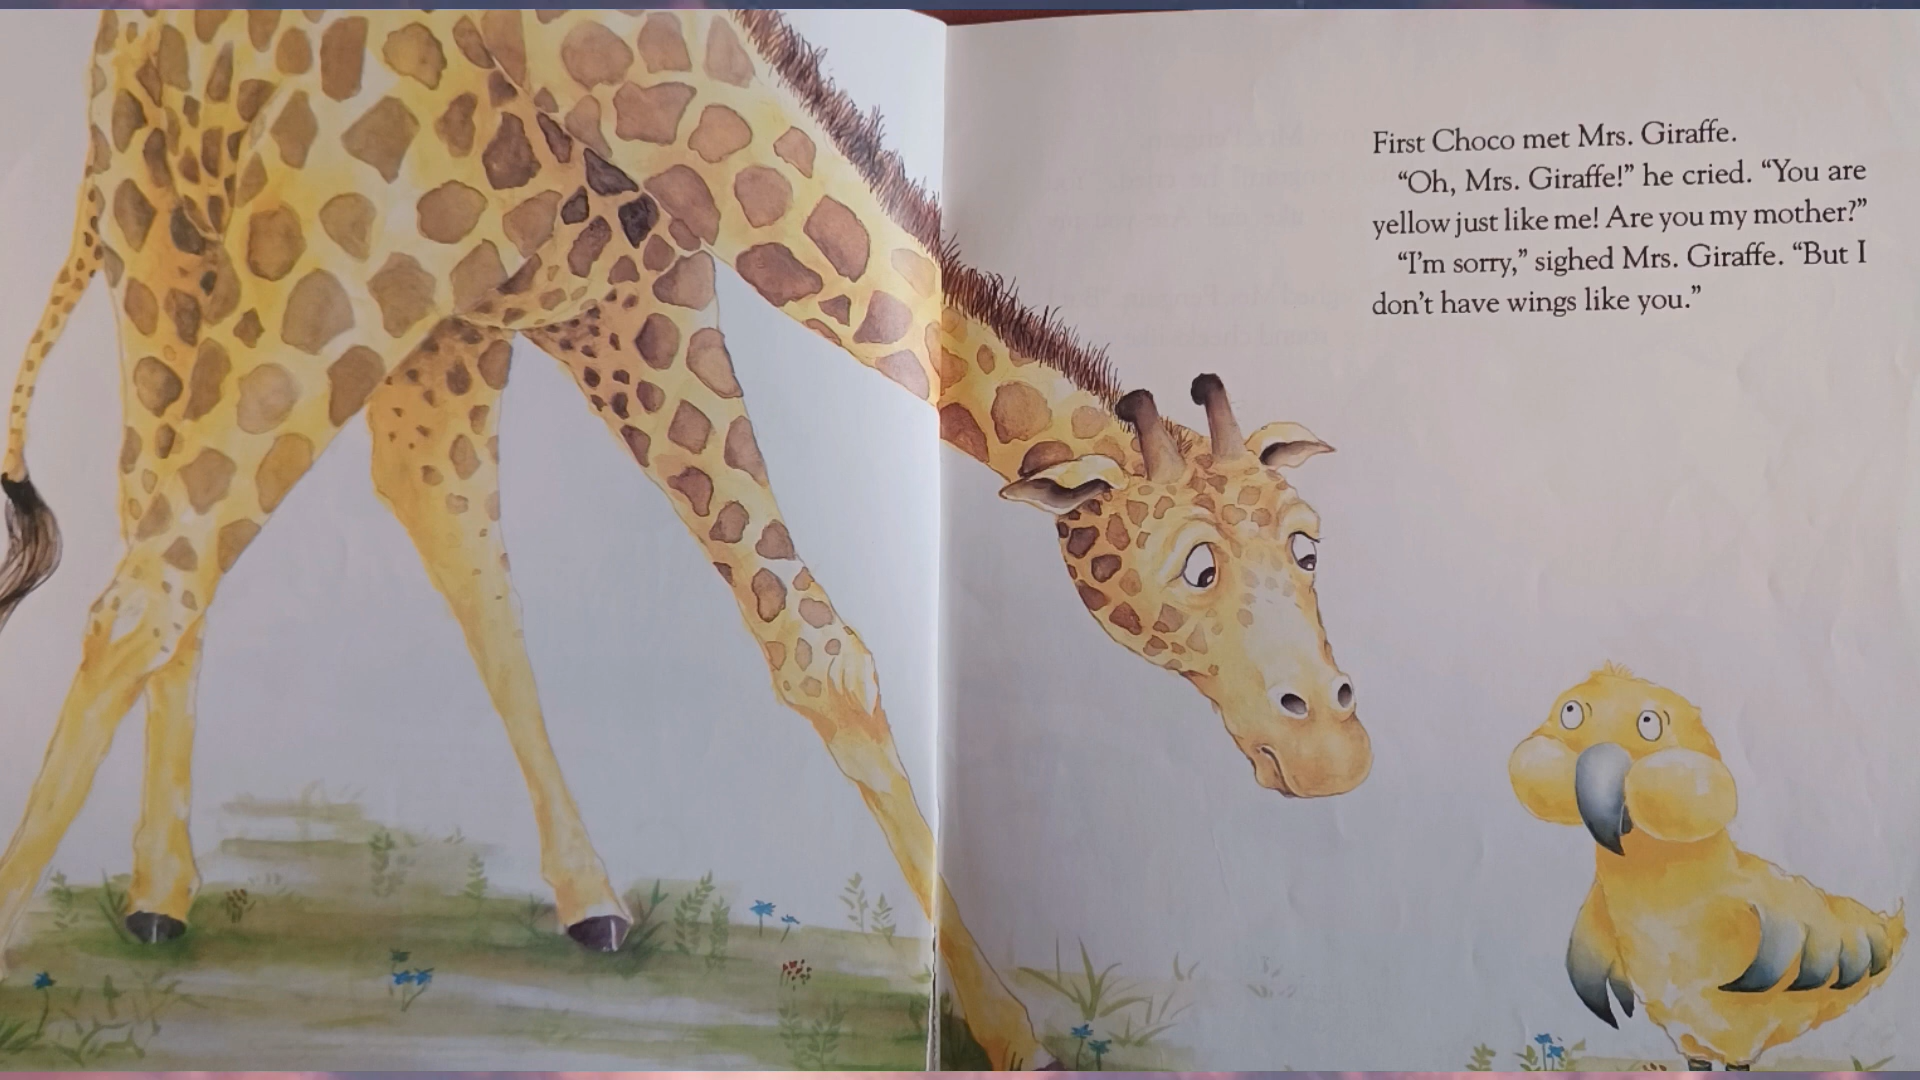 First Choco met Mrs. Giraffe.
“Oh, Mrs. Giraffe!” he cried. “You are
yellow just like me! Are you my mother?”
“I’m sorry,” sighed Mrs. Giraffe. “But I
don’t have wings like you.”